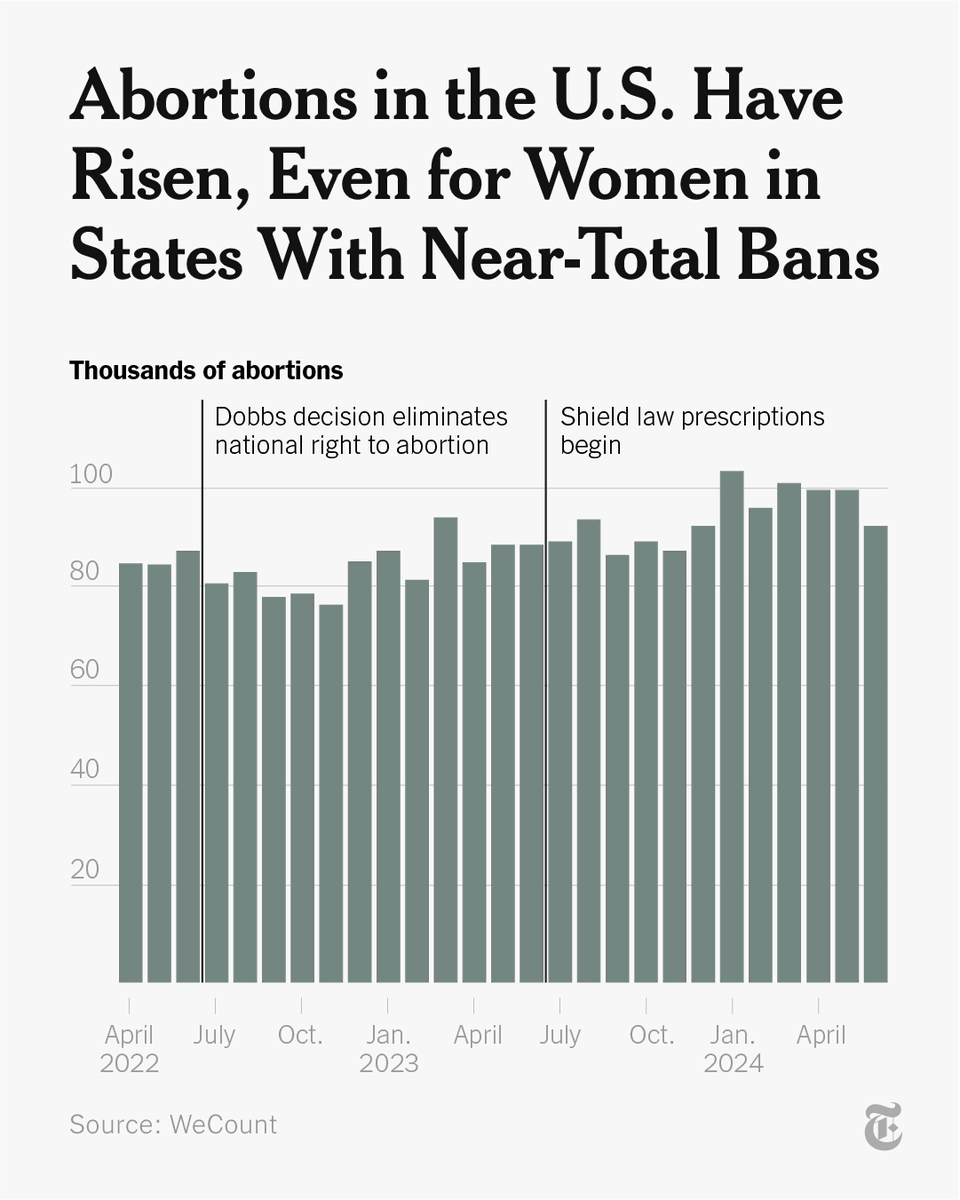 Abortions in the U.S. Have
Risen, Even for Women in
States With Near-Total Bans
Thousands of abortions
Dobbs decision eliminates
national right to abortion
Shield law prescriptions
begin
100
80
60
40
20
April
2022
July
Oct.
Jan.
2023
April
July
Oct.
Jan.
2024
April
Source: WeCount
T